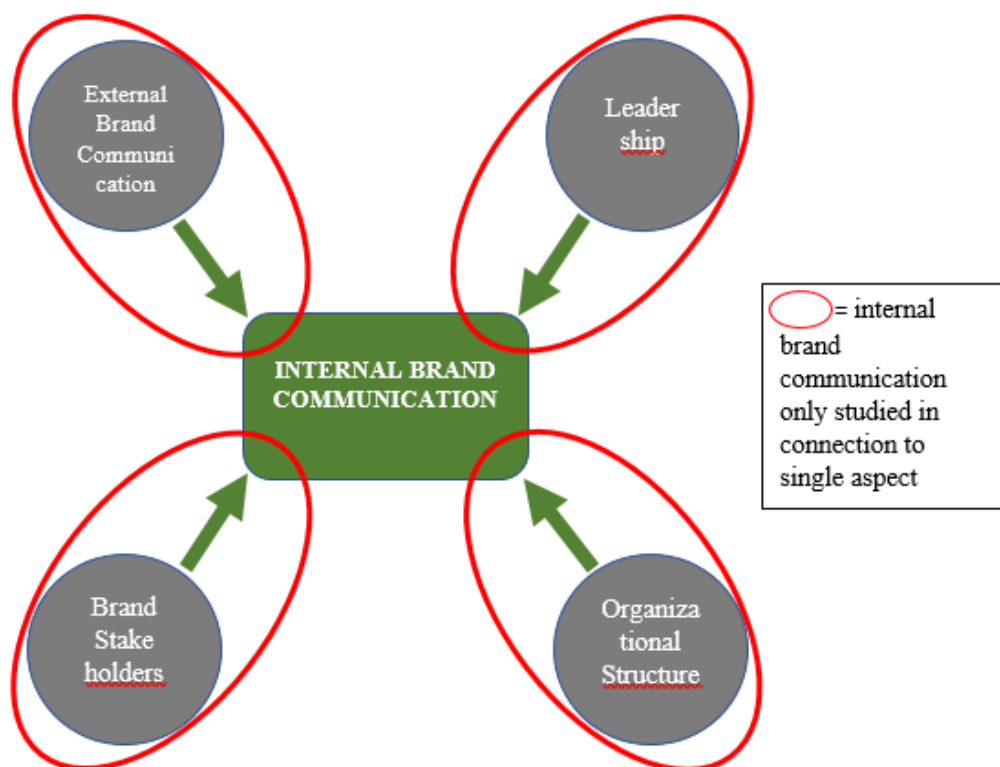 External
Brand
Communi
cation
Leader
ship
INTERNAL BRAND
COMMUNICATION
= internal
brand
communication
only studied in
connection to
single aspect
Brand
Stake
holders
Organiza
tional
Structure